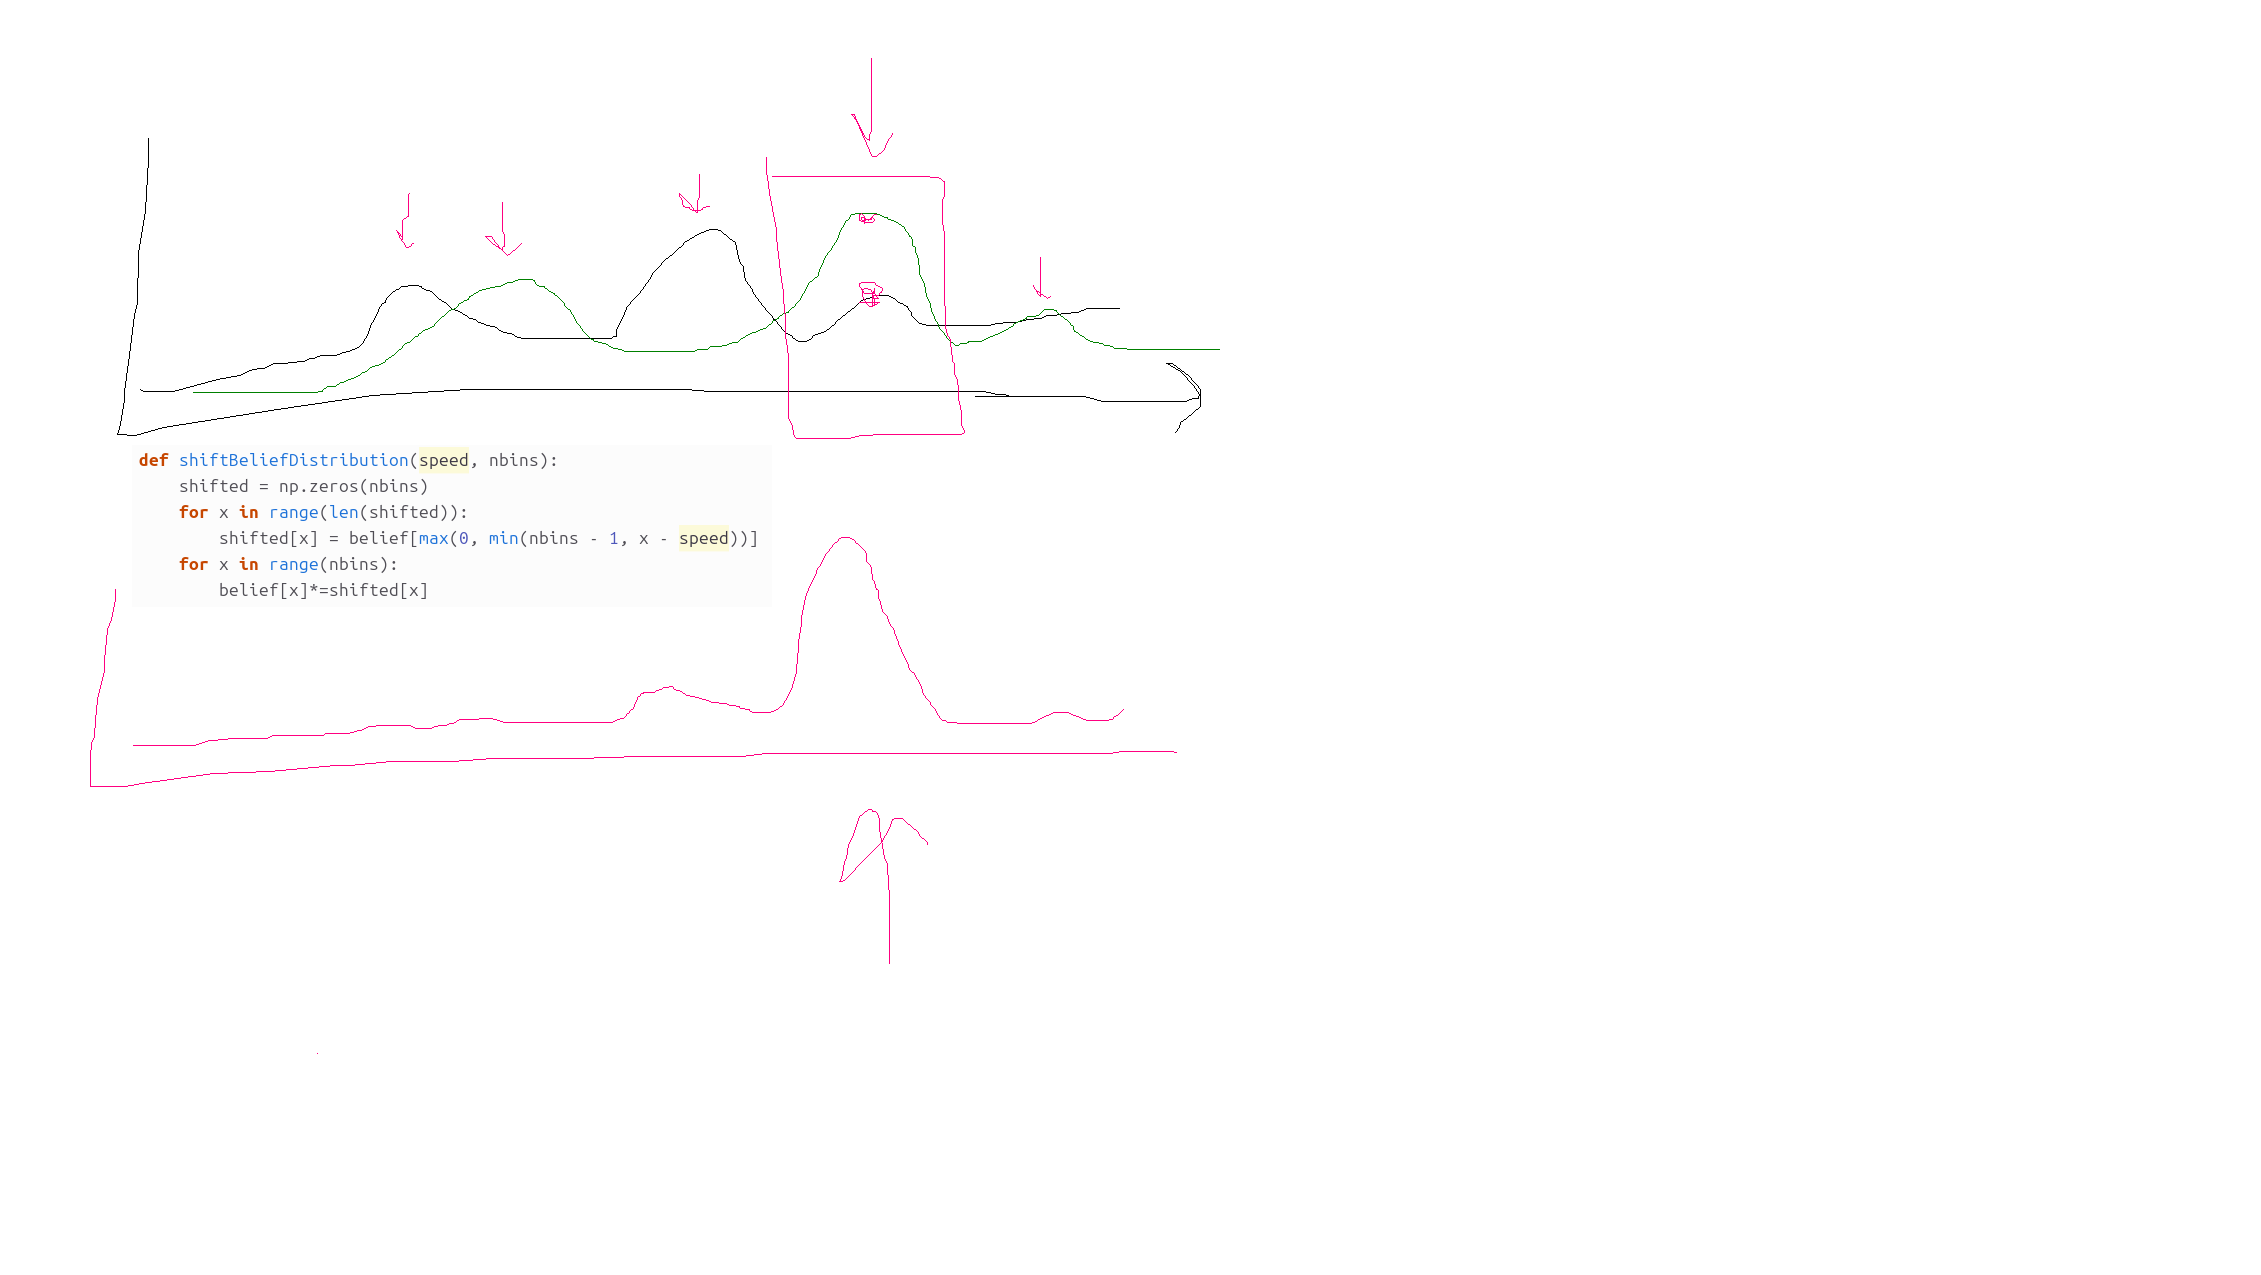 def shiftBeliefDistribution(speed, nbins):
    shifted = np.zeros(nbins)
    for x in range(len(shifted)):
        shifted[x] = belief[max(0, min(nbins - 1, x - speed))]
    for x in range(nbins):
        belief[x]*=shifted[x]